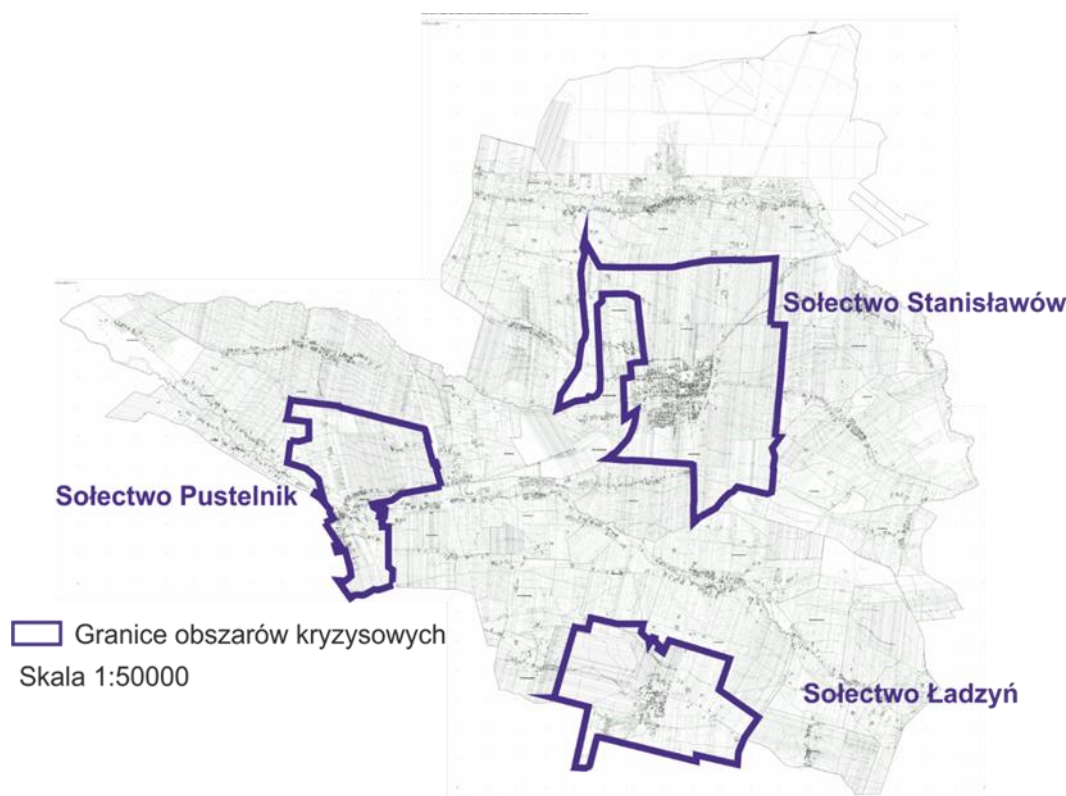 Sołectwo Stanisławów
Sołectwo Pustelnik
Granice obszarów kryzysowych
Skala 1:50000
Sołectwo Ładzyń